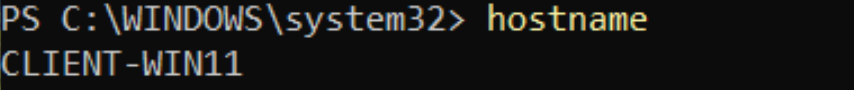 PS C:\WINDOWS\system32> hostname
CLIENT-WIN11